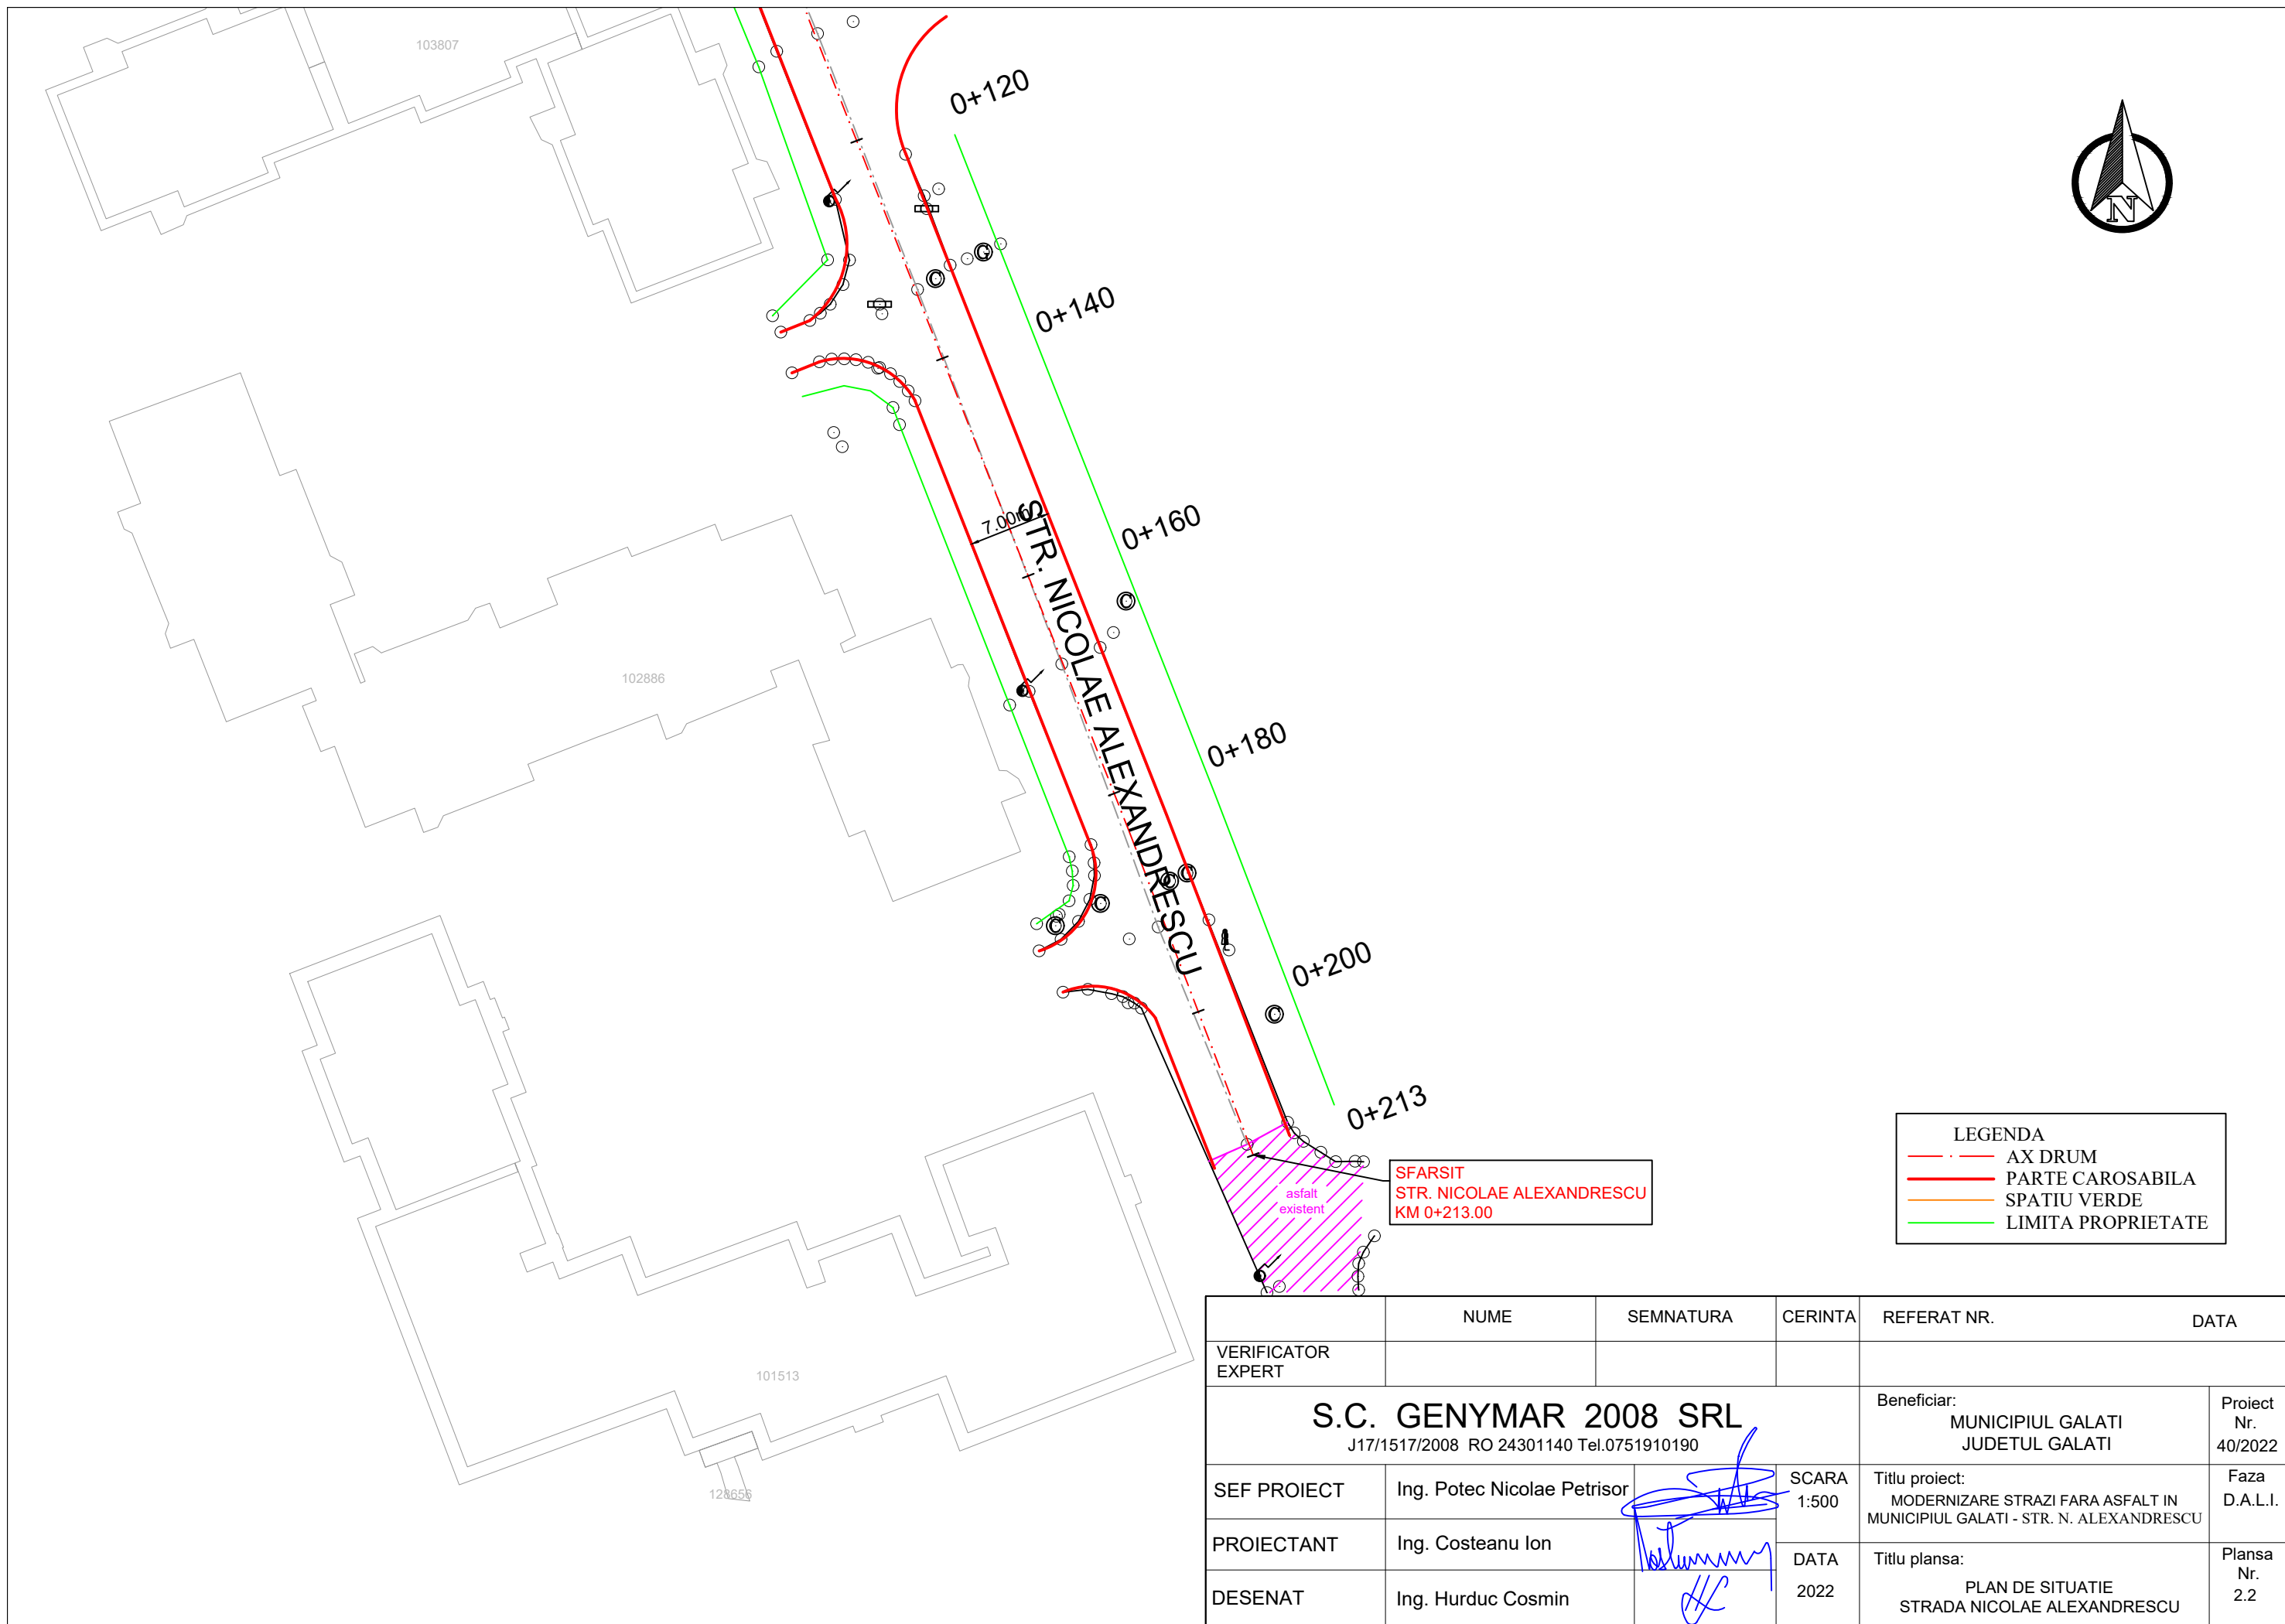 103807
0+120
N
G
C
0+140
7.00m
0+160
C
STR. NICOLAE ALEXANDRESCU
102886
0+180
C
C
C
C
0+200
C
0+213
SFARSIT
STR. NICOLAE ALEXANDRESCU
KM 0+213.00
asfalt
existent
LEGENDA
AX DRUM
PARTE CAROSABILA
SPATIU VERDE
LIMITA PROPRIETATE
101513
128656
NUME SEMNATURA CERINTA REFERAT NR. DATA
VERIFICATOR
EXPERT
S.C. GENYMAR 2008 SRL
J17/1517/2008 RO 24301140 Tel.0751910190
Beneficiar:
MUNICIPIUL GALATI
JUDETUL GALATI
Proiect
Nr.
40/2022
SEF PROIECT Ing. Potec Nicolae Petrisor
SCARA
1:500
Titlu proiect:
MODERNIZARE STRAZI FARA ASFALT IN
MUNICIPIUL GALATI - STR. N. ALEXANDRESCU
Faza
D.A.L.I.
PROIECTANT Ing. Costeanu Ion
DESENAT Ing. Hurduc Cosmin
DATA
2022
Titlu plansa:
PLAN DE SITUATIE
STRADA NICOLAE ALEXANDRESCU
Plansa
Nr.
2.2